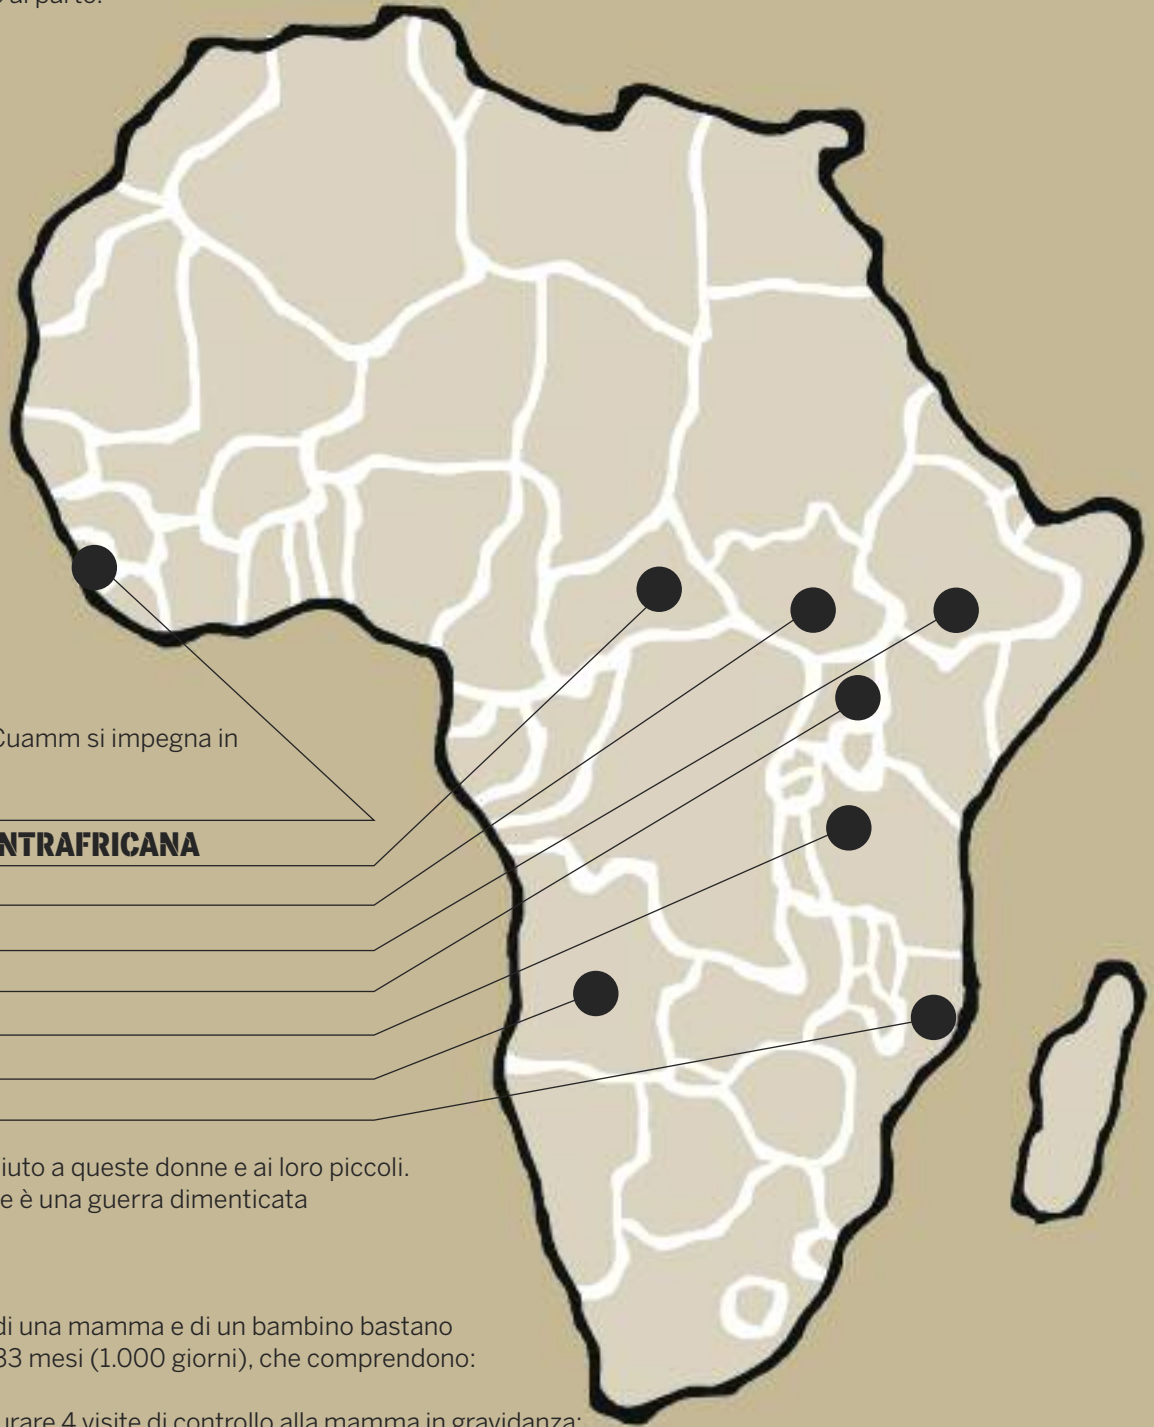 al parto.
Cuamm si impegna in
NTRAFRICANA
iuto a queste donne e ai loro piccoli.
e è una guerra dimenticata
di una mamma e di un bambino bastano
33 mesi (1.000 giorni), che comprendono:
urare 4 visite di controllo alla mamma in gravidanza;